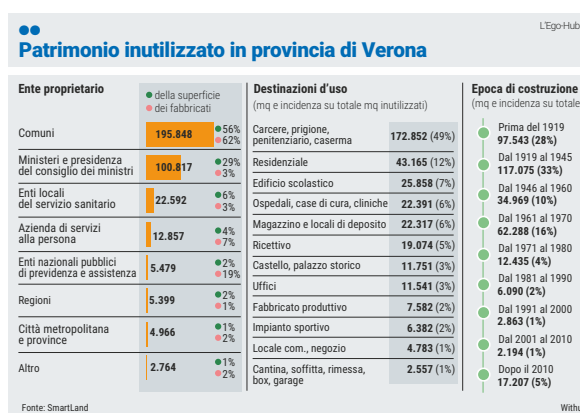 L'Ego-Hub
Patrimonio inutilizzato in provincia di Verona
Ente proprietario
della superficie
dei fabbricati
Comuni
195.848
56%
62%
Ministeri e presidenza
del consiglio dei ministri
100.817
29%
3%
Enti locali
del servizio sanitario
22.592
6%
3%
Azienda di servizi
alla persona
12.857
4%
7%
Enti nazionali pubblici
di previdenza e assistenza
5.479
2%
19%
Regioni
5.399
2%
1%
Città metropolitana
e province
4.966
1%
2%
Altro
2.764
1%
2%
Destinazioni d'uso
(mq e incidenza su totale mq inutilizzati)
Carcere, prigione,
penitenziario, caserma
172.852 (49%)
Residenziale 43.165 (12%)
Edificio scolastico 25.858 (7%)
Ospedali, case di cura, cliniche 22.391 (6%)
Magazzino e locali di deposito 22.317 (6%)
Ricettivo 19.074 (5%)
Castello, palazzo storico 11.751 (3%)
Uffici 11.541 (3%)
Fabbricato produttivo 7.582 (2%)
Impianto sportivo 6.382 (2%)
Locale com., negozio 4.783 (1%)
Cantina, soffitta, rimessa,
box, garage
2.557 (1%)
Epoca di costruzione
(mq e incidenza su totale
Prima del 1919
97.543 (28%)
Dal 1919 al 1945
117.075 (33%)
Dal 1946 al 1960
34.969 (10%)
Dal 1961 al 1970
62.288 (16%)
Dal 1971 al 1980
12.435 (4%)
Dal 1981 al 1990
6.090 (2%)
Dal 1991 al 2000
2.863 (1%)
Dal 2001 al 2010
2.194 (1%)
Dopo il 2010
17.207 (5%)
Fonte: SmartLand
Withu